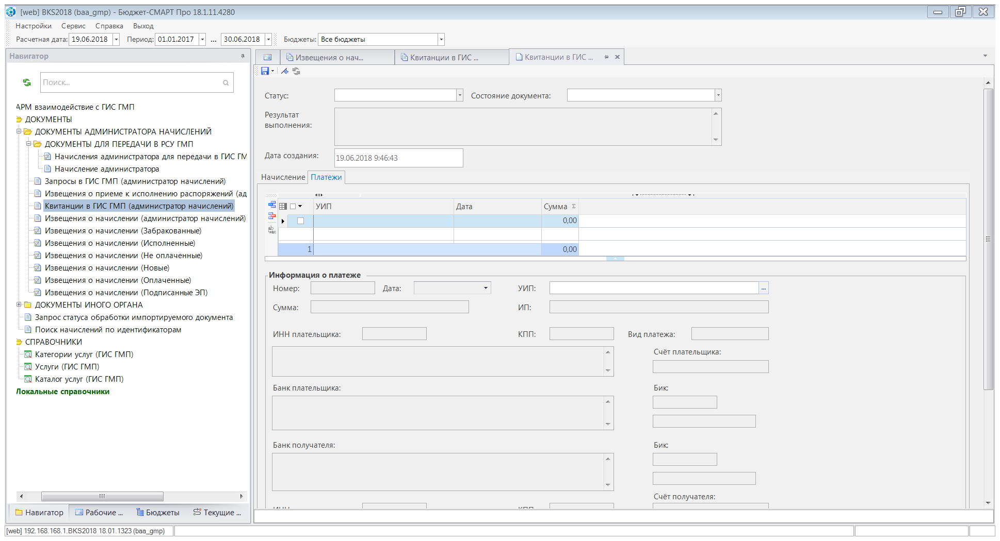 [web] BKS2018 (baa_gmp) - Бюджет-СМАРТ Про 18.1.11.4280
Настройки Сервис Справка Выход
Расчетная дата: 19.06.2018 Период: 01.01.2017 ... 30.06.2018 Бюджеты: Все бюджеты
Навигатор
Поиск...
АРМ взаимодействие с ГИС ГМП
ДОКУМЕНТЫ
ДОКУМЕНТЫ АДМИНИСТРАТОРА НАЧИСЛЕНИЙ
ДОКУМЕНТЫ ДЛЯ ПЕРЕДАЧИ В РСУ ГМП
Начисления администратора для передачи в ГИС ГМ
Начисление администратора
Запросы в ГИС ГМП (администратор начислений)
Извещения о приеме к исполнению распоряжений (ад
Квитанции в ГИС ГМП (администратор начислений)
Извещения о начислении (администратор начислений)
Извещения о начислении (Забракованные)
Извещения о начислении (Исполненные)
Извещения о начислении (Не оплаченные)
Извещения о начислении (Новые)
Извещения о начислении (Оплаченные)
Извещения о начислении (Подписанные ЭП)
ДОКУМЕНТЫ ИНОГО ОРГАНА
Запрос статуса обработки импортируемого документа
Поиск начислений по идентификаторам
СПРАВОЧНИКИ
Категории услуг (ГИС ГМП)
Услуги (ГИС ГМП)
Каталог услуг (ГИС ГМП)
Локальные справочники
Навигатор Рабочие ... Бюджеты Текущие ...
Извещения о нач... Квитанции в ГИС ... Квитанции в ГИС ...
Статус: Состояние документа:
Результат
выполнения:
Дата создания: 19.06.2018 9:46:43
Начисление Платежи
УИП Дата Сумма Σ
0,00
1 0,00
Информация о платеже
Номер: Дата: УИП: ...
Сумма: ИП:
ИНН плательщика: КПП: Вид платежа:
Счёт плательщика:
Банк плательщика: Бик:
Банк получателя: Бик:
Счёт получателя:
ИНН КПП:
[web] 192.168.168.1.BKS2018 18.01.1323 (baa_gmp)